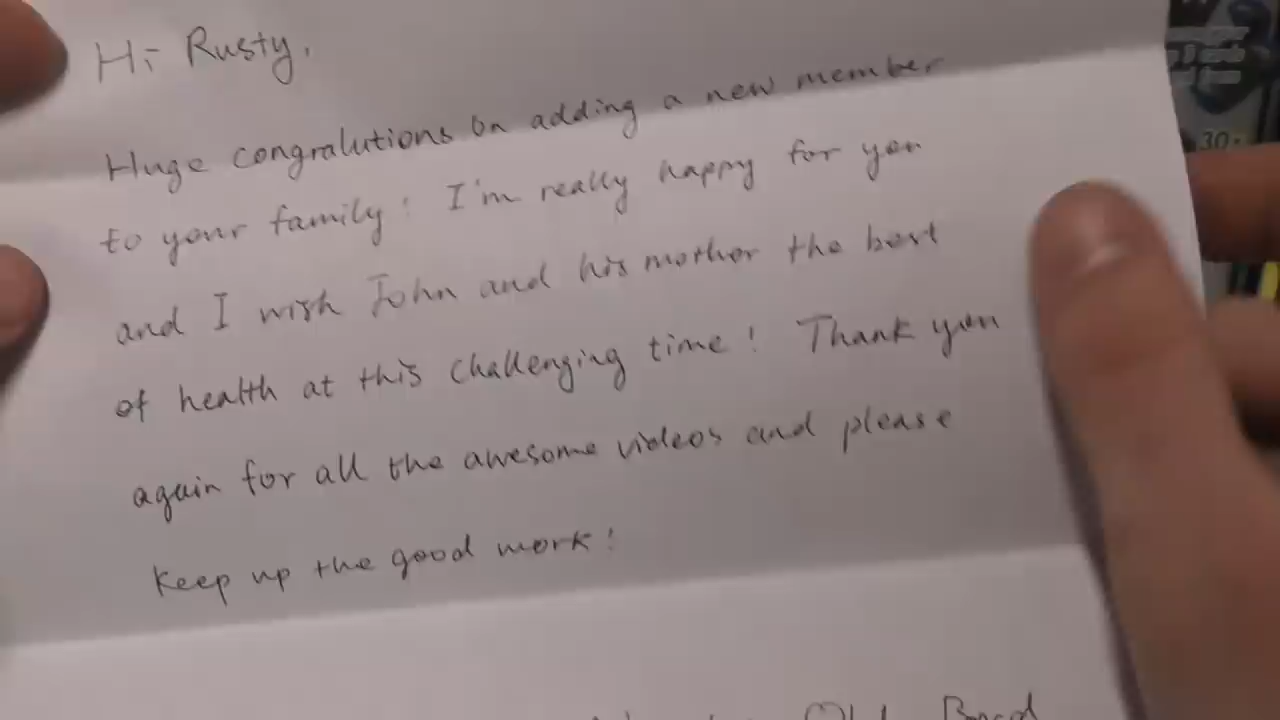 Hi Rusty,
Huge congralutions on adding a new member
to your family! I'm really happy for you
and I wish John and his mother the best
of health at this challenging time! Thank you
again for all the awesome videos and please
keep up the good work!
30